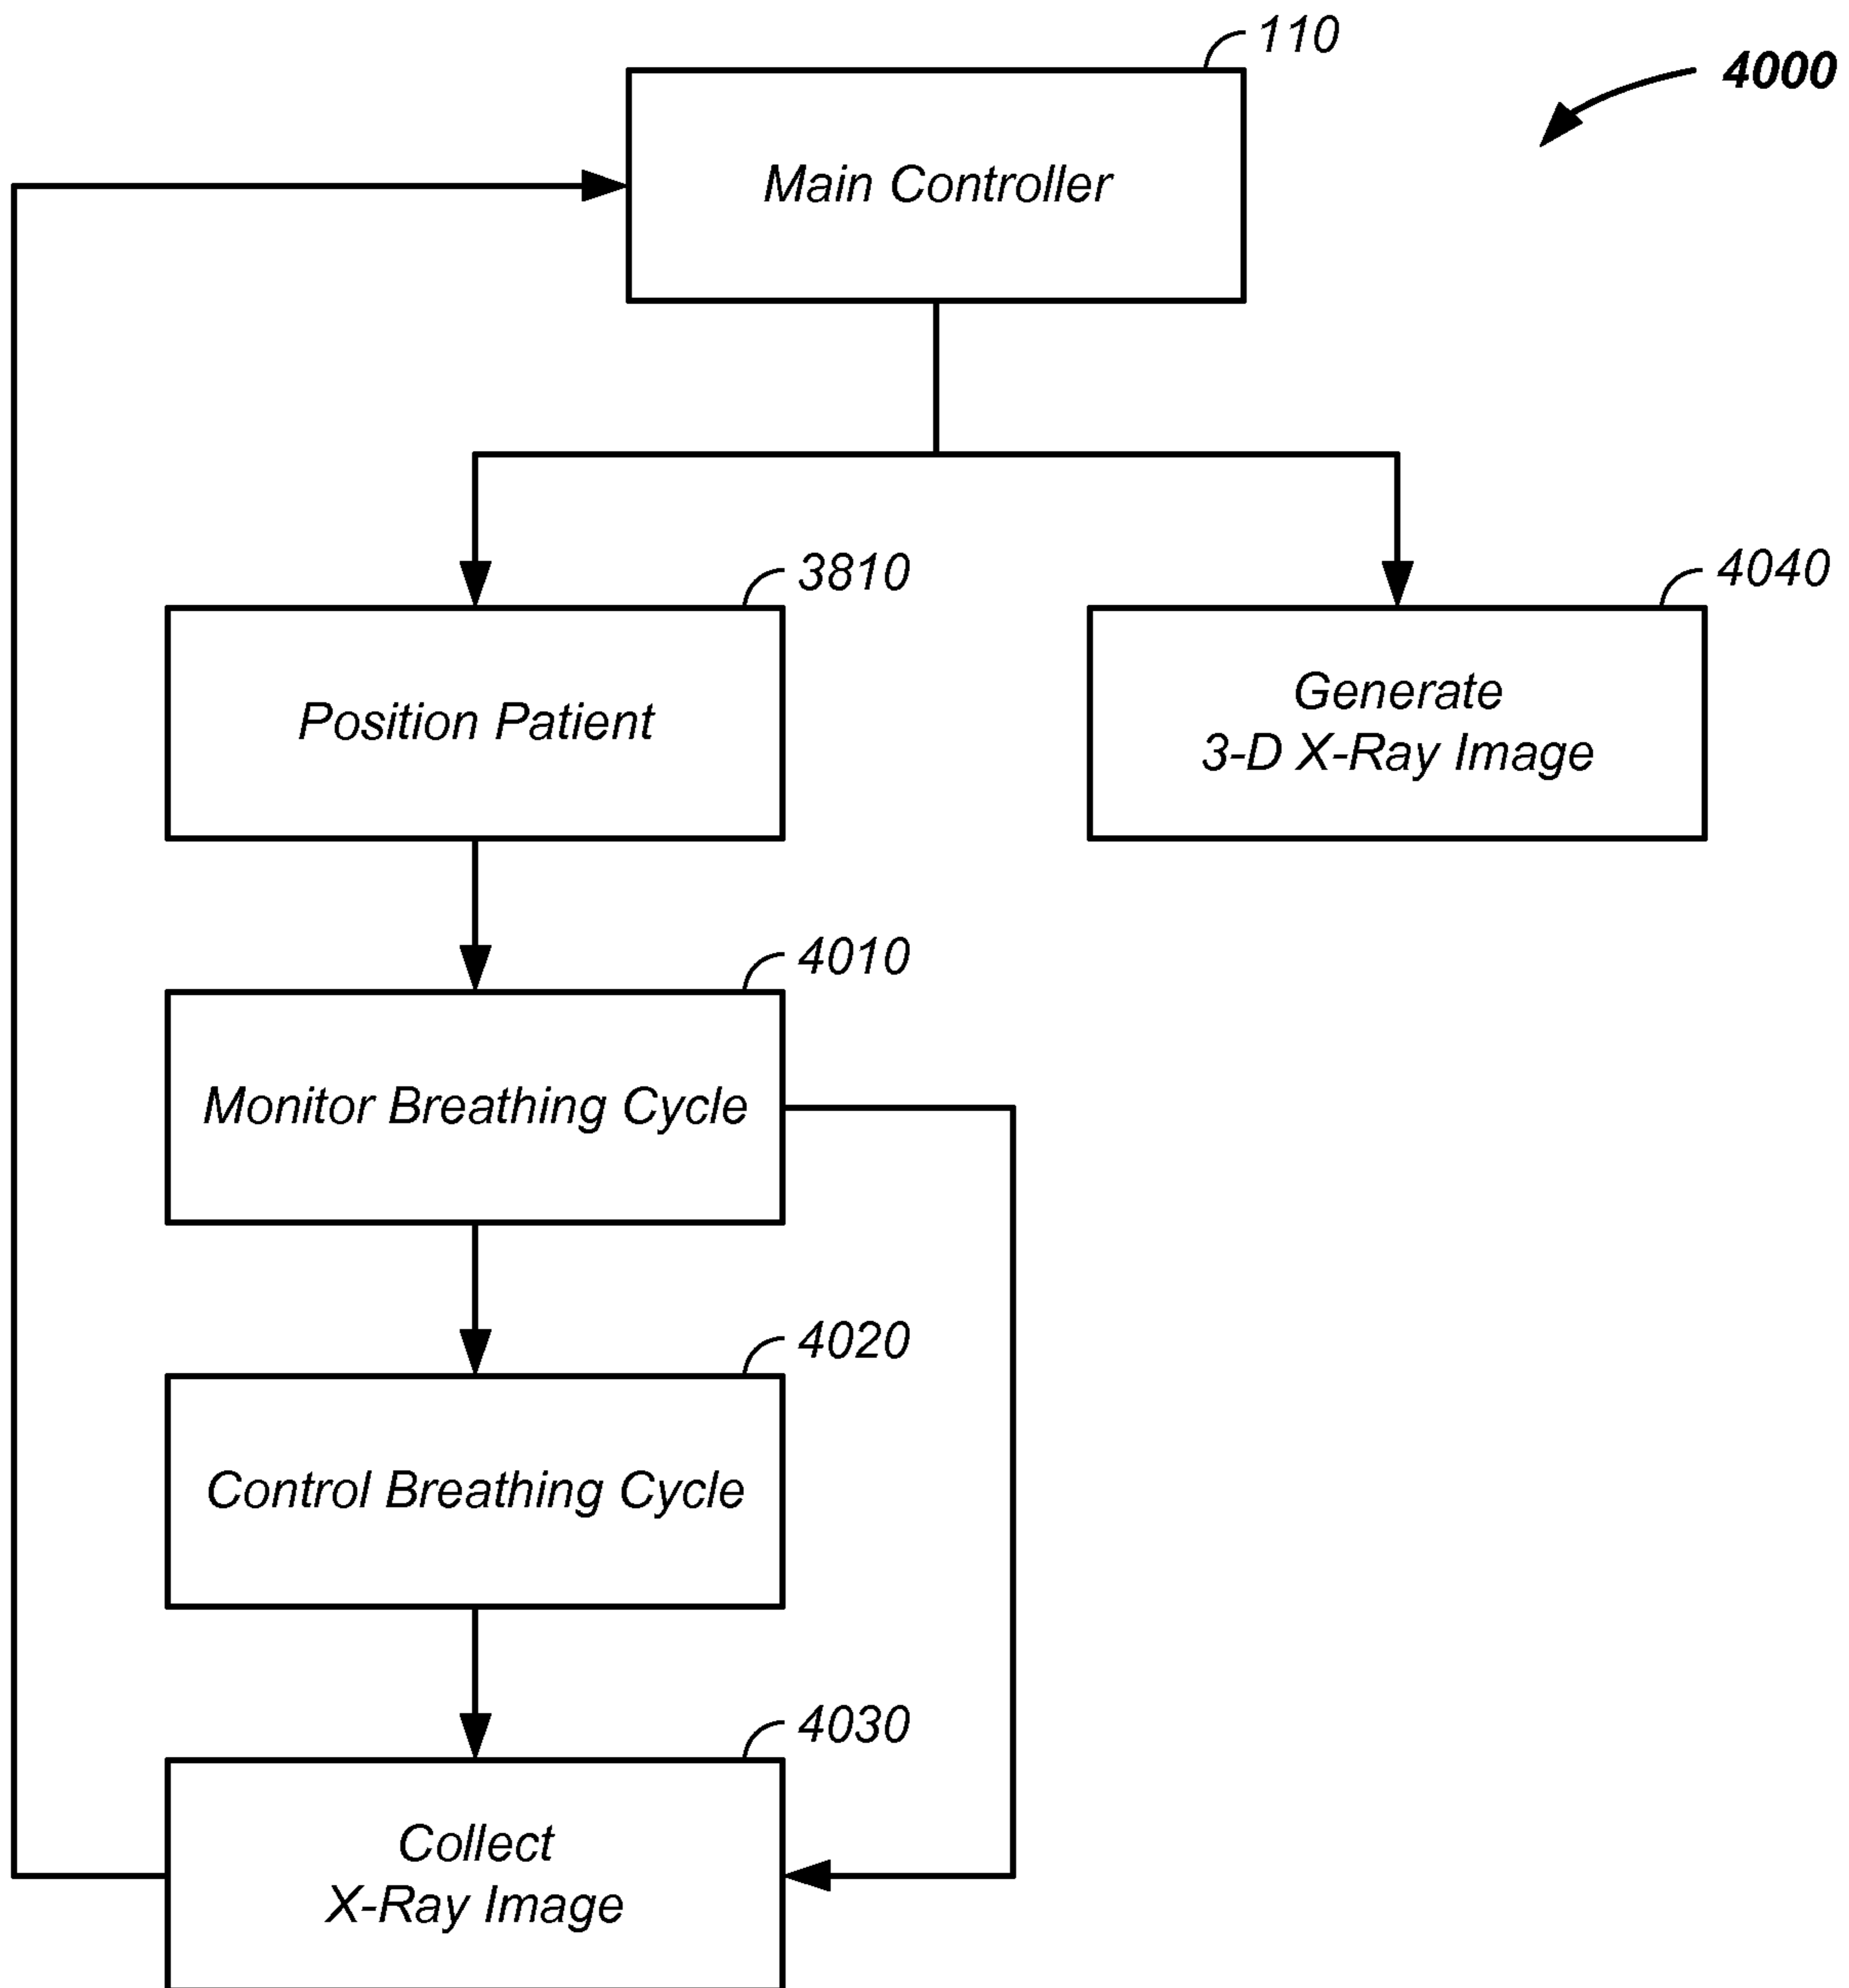 110
4000
Main Controller
3810
4040
Position Patient
Generate
3-D X-Ray Image
4010
Monitor Breathing Cycle
4020
Control Breathing Cycle
4030
Collect
X-Ray Image